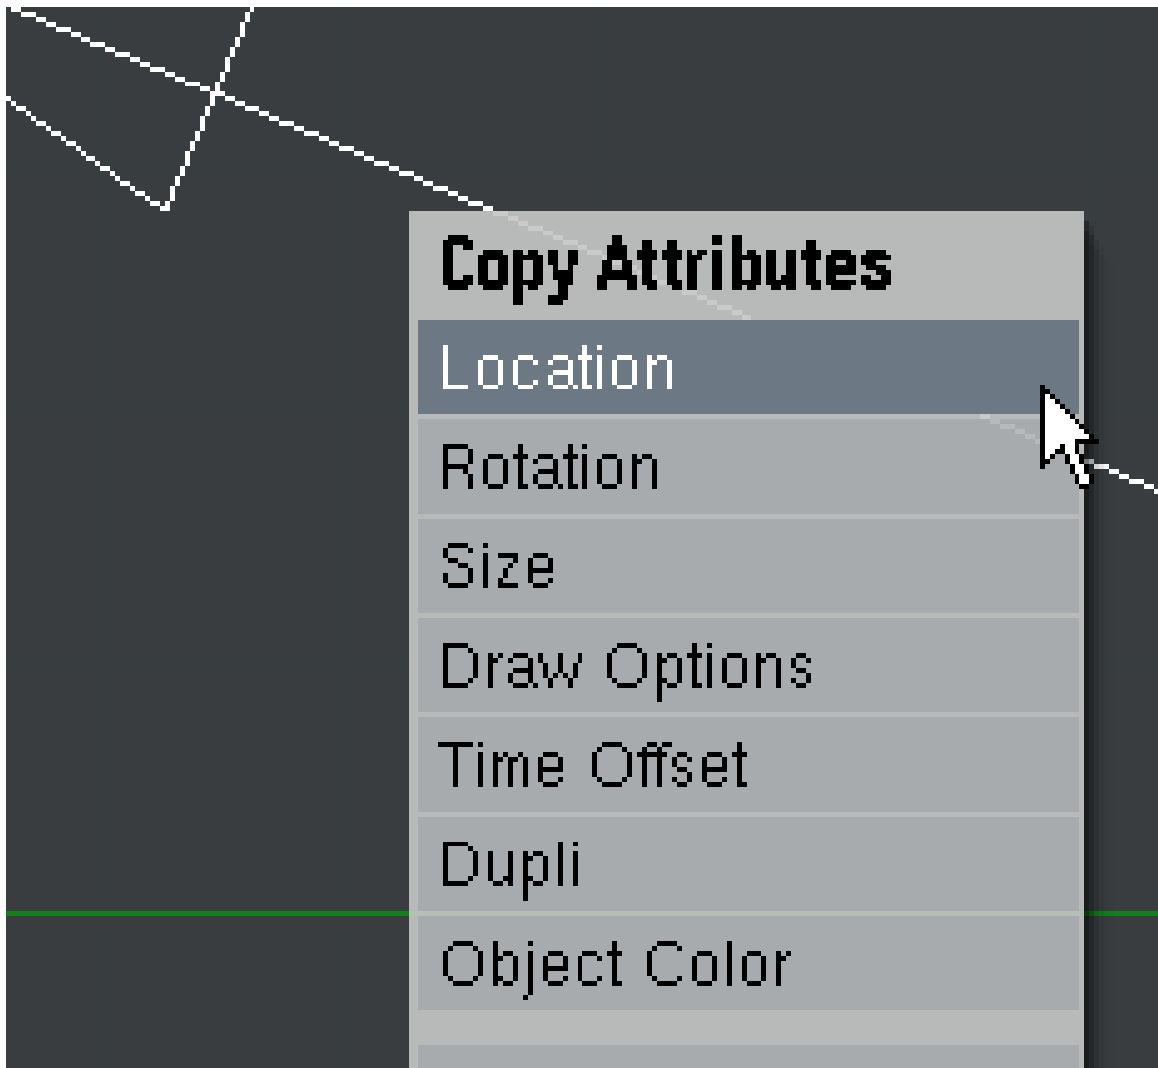 Copy Attributes
Location
Rotation
Size
Draw Options
Time Offset
Dupli
Object Color